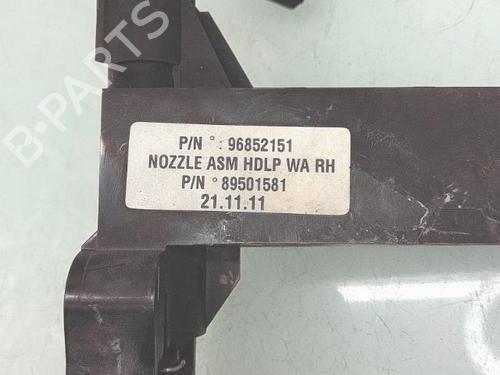 B-PARTS
P/N ° : 96852151
NOZZLE ASM HDLP WA RH
P/N ° 89501581
21.11.11